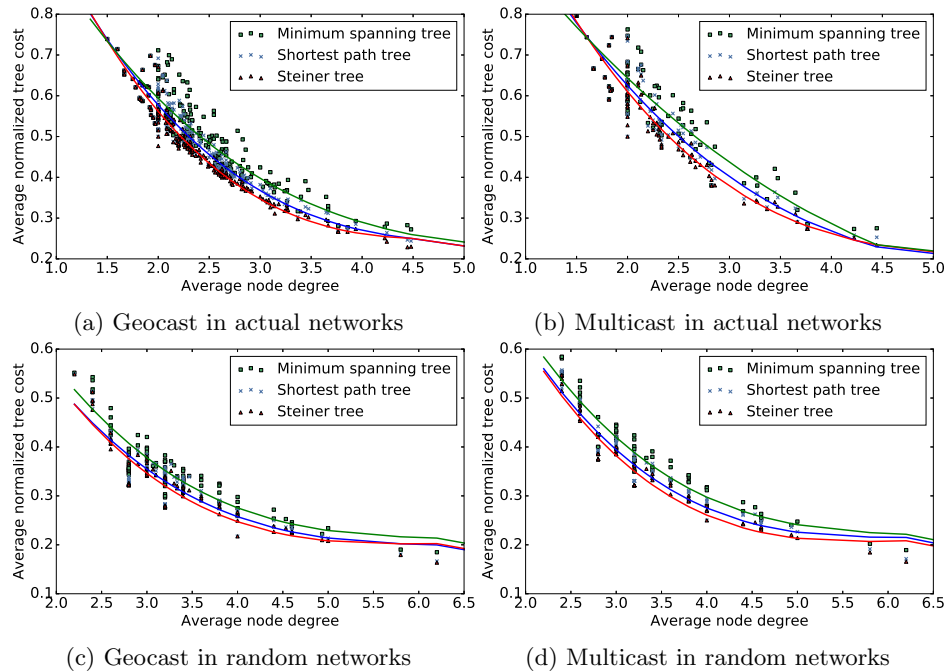 0.8
0.7
0.6
0.5
0.4
0.3
0.2
Average normalized tree cost
Minimum spanning tree
Shortest path tree
Steiner tree
1.0 1.5 2.0 2.5 3.0 3.5 4.0 4.5 5.0
Average node degree
(a) Geocast in actual networks
0.8
0.7
0.6
0.5
0.4
0.3
0.2
Average normalized tree cost
Minimum spanning tree
Shortest path tree
Steiner tree
1.0 1.5 2.0 2.5 3.0 3.5 4.0 4.5 5.0
Average node degree
(b) Multicast in actual networks
0.6
0.5
0.4
0.3
0.2
0.1
Average normalized tree cost
Minimum spanning tree
Shortest path tree
Steiner tree
2.0 2.5 3.0 3.5 4.0 4.5 5.0 5.5 6.0 6.5
Average node degree
(c) Geocast in random networks
0.6
0.5
0.4
0.3
0.2
0.1
Average normalized tree cost
Minimum spanning tree
Shortest path tree
Steiner tree
2.0 2.5 3.0 3.5 4.0 4.5 5.0 5.5 6.0 6.5
Average node degree
(d) Multicast in random networks